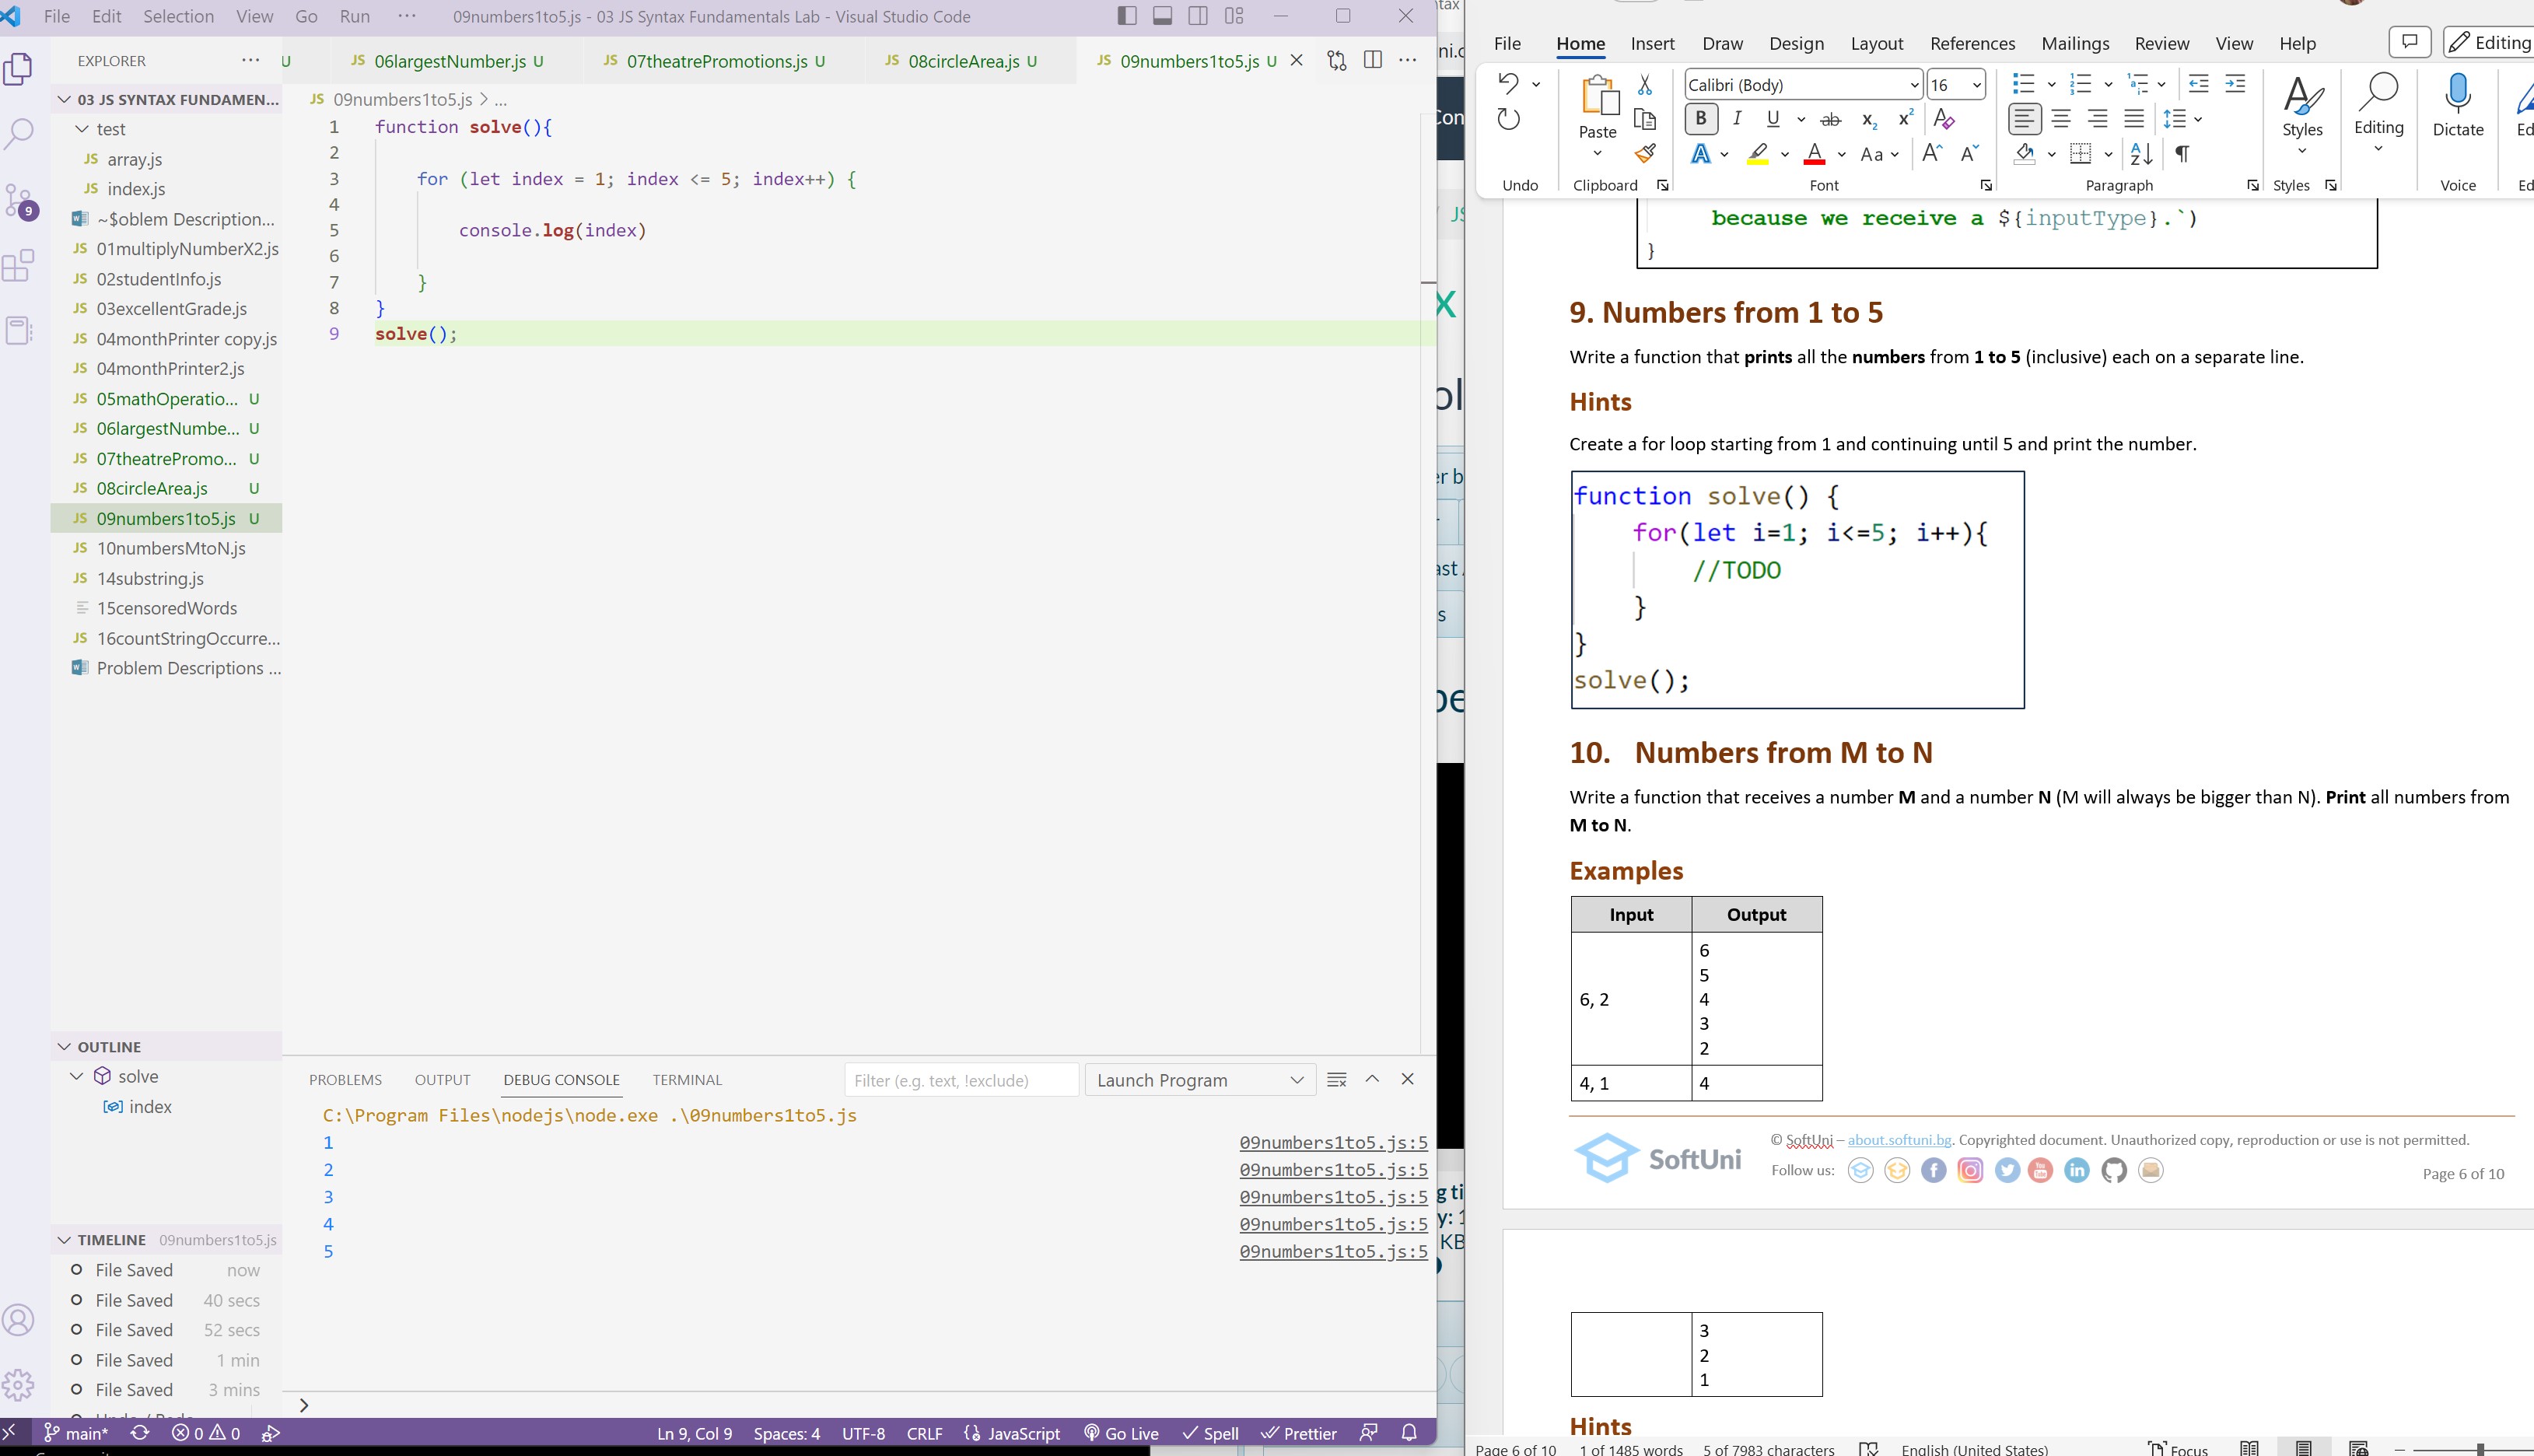 File Edit Selection View Go Run ··· 09numbers1to5.js - 03 JS Syntax Fundamentals Lab - Visual Studio Code
EXPLORER ···
U JS 06largestNumber.js U JS 07theatrePromotions.js U JS 08circleArea.js U JS 09numbers1to5.js U ···
03 JS SYNTAX FUNDAMEN...
test
JS array.js
JS index.js
~$oblem Description...
JS 01multiplyNumberX2.js
JS 02studentInfo.js
JS 03excellentGrade.js
JS 04monthPrinter copy.js
JS 04monthPrinter2.js
JS 05mathOperatio... U
JS 06largestNumbe... U
JS 07theatrePromo... U
JS 08circleArea.js U
JS 09numbers1to5.js U
JS 10numbersMtoN.js
JS 14substring.js
15censoredWords
JS 16countStringOccurre...
Problem Descriptions ...
9
OUTLINE
solve
index
TIMELINE 09numbers1to5.js
File Saved now
File Saved 40 secs
File Saved 52 secs
File Saved 1 min
File Saved 3 mins
JS 09numbers1to5.js > ...
1 function solve(){
2
3 for (let index = 1; index <= 5; index++) {
4
5 console.log(index)
6
7 }
8 }
9 solve();
PROBLEMS OUTPUT DEBUG CONSOLE TERMINAL Filter (e.g. text, !exclude) Launch Program
C:\Program Files\nodejs\node.exe .\09numbers1to5.js
1 09numbers1to5.js:5
2 09numbers1to5.js:5
3 09numbers1to5.js:5
4 09numbers1to5.js:5
5 09numbers1to5.js:5
>
main* 0 0 Ln 9, Col 9 Spaces: 4 UTF-8 CRLF JavaScript Go Live Spell Prettier
File Home Insert Draw Design Layout References Mailings Review View Help Editing
Calibri (Body) 16
Paste
B I U ab x₂ x²
A A Aa A A
Styles Editing Dictate
Undo Clipboard Font Paragraph Styles Voice
because we receive a ${inputType}.`)
}
9. Numbers from 1 to 5
Write a function that prints all the numbers from 1 to 5 (inclusive) each on a separate line.
Hints
Create a for loop starting from 1 and continuing until 5 and print the number.
function solve() {
for(let i=1; i<=5; i++){
//TODO
}
}
solve();
10. Numbers from M to N
Write a function that receives a number M and a number N (M will always be bigger than N). Print all numbers from
M to N.
Examples
Input Output
6, 2
6
5
4
3
2
4, 1 4
SoftUni
© SoftUni – about.softuni.bg. Copyrighted document. Unauthorized copy, reproduction or use is not permitted.
Follow us:
Page 6 of 10
3
2
1
Hints
Page 6 of 10 1 of 1485 words 5 of 7983 characters English (United States) Focus